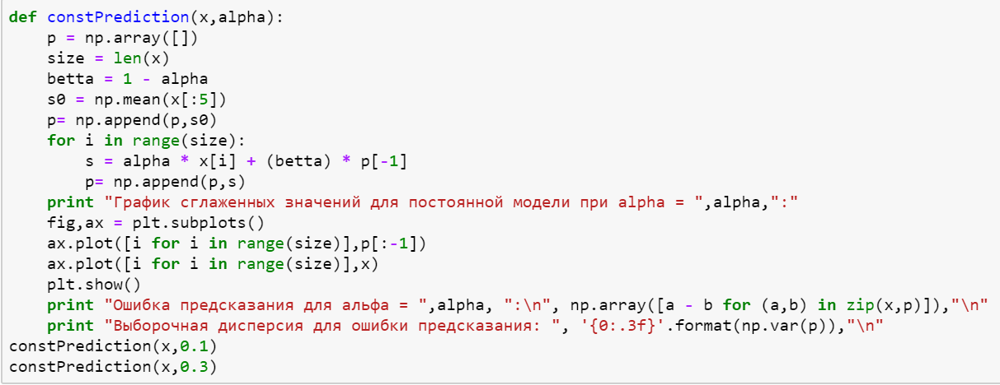 def constPrediction(x,alpha):
    p = np.array([])
    size = len(x)
    betta = 1 - alpha
    s0 = np.mean(x[:5])
    p= np.append(p,s0)
    for i in range(size):
        s = alpha * x[i] + (betta) * p[-1]
        p= np.append(p,s)
    print "График сглаженных значений для постоянной модели при alpha = ",alpha,":"
    fig,ax = plt.subplots()
    ax.plot([i for i in range(size)],p[:-1])
    ax.plot([i for i in range(size)],x)
    plt.show()
    print "Ошибка предсказания для альфа = ",alpha, ":\n", np.array([a - b for (a,b) in zip(x,p)]),"\n"
    print "Выборочная дисперсия для ошибки предсказания: ", '{0:.3f}'.format(np.var(p)),"\n"
constPrediction(x,0.1)
constPrediction(x,0.3)